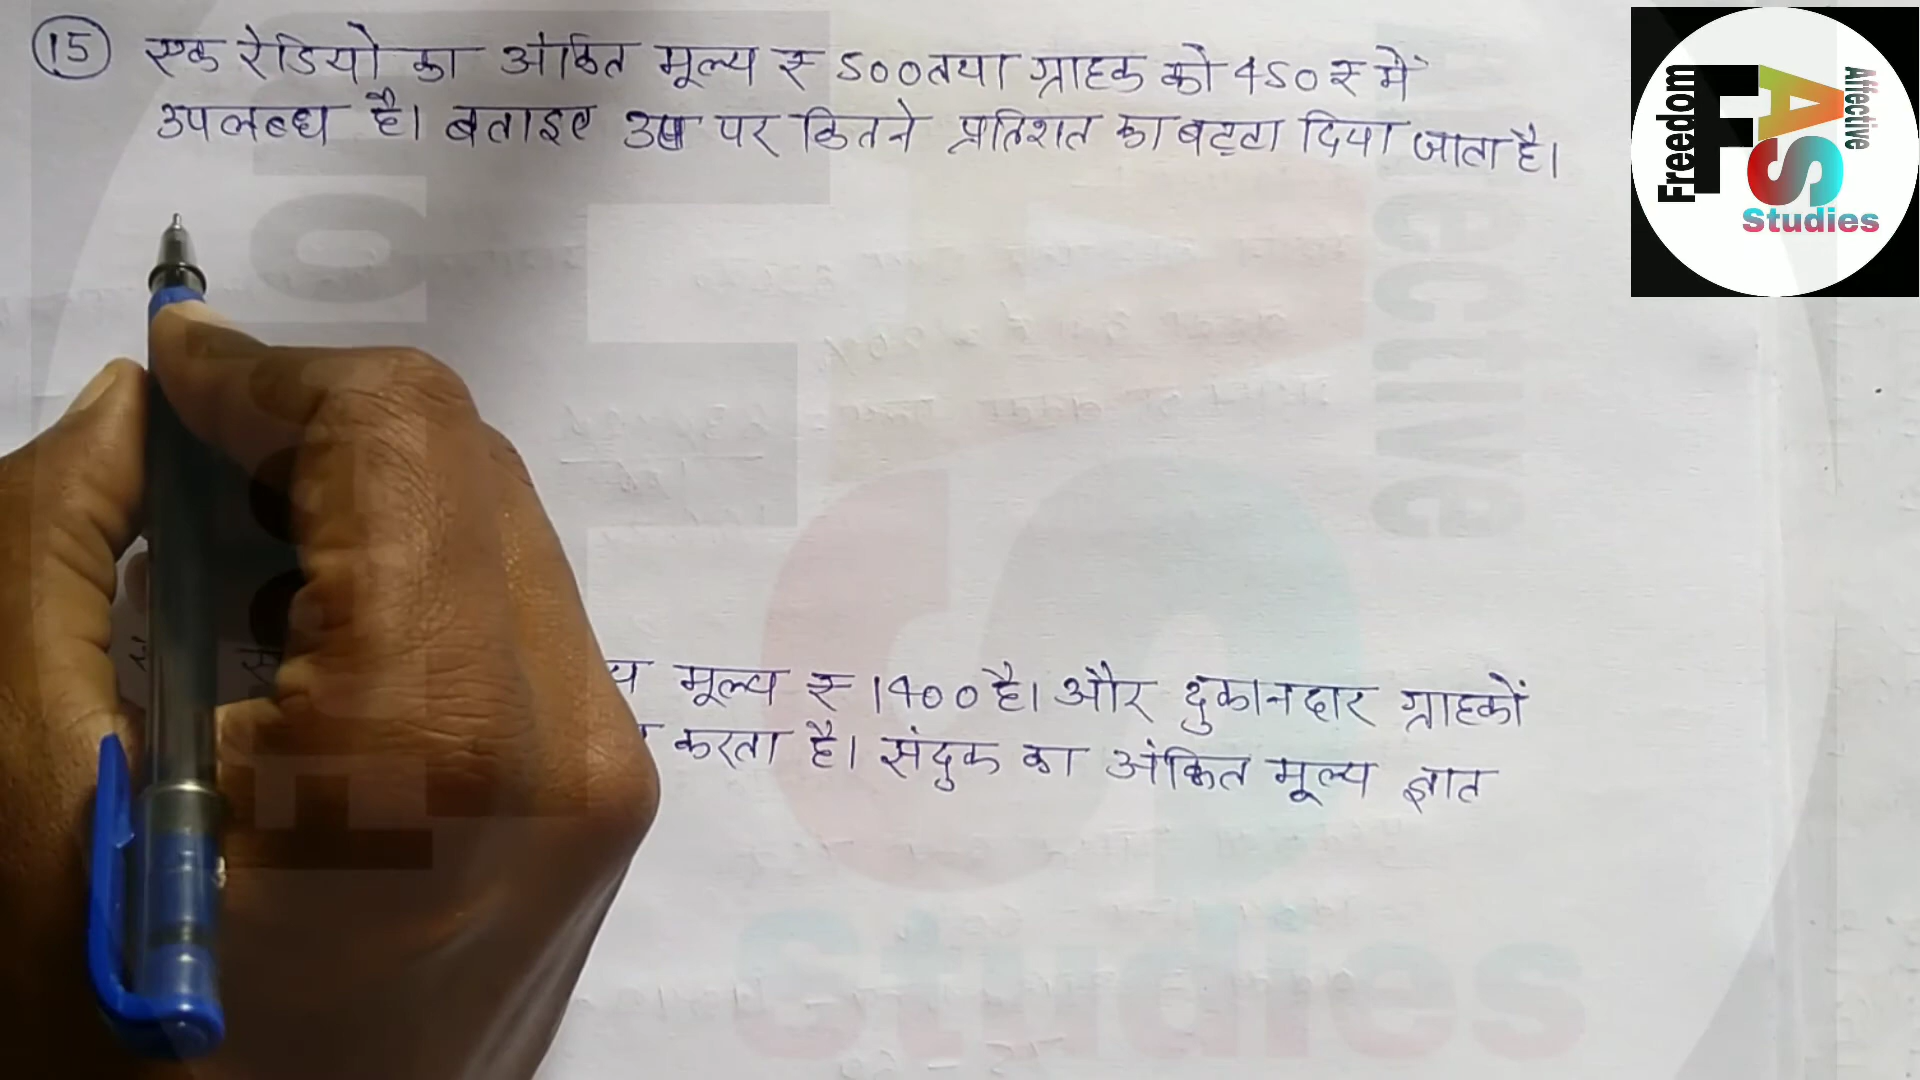 15 एक रेडियो का अंकित मूल्य ₹ 500 तथा ग्राहक को 450 ₹ में
उपलब्ध है। बताइए उस पर कितने प्रतिशत का बट्टा दिया जाता है।
मूल्य ₹ 1400 है। और दुकानदार ग्राहकों
करता है। संदुक का अंकित मूल्य ज्ञात
Freedom
F
A
S
Affective
Studies